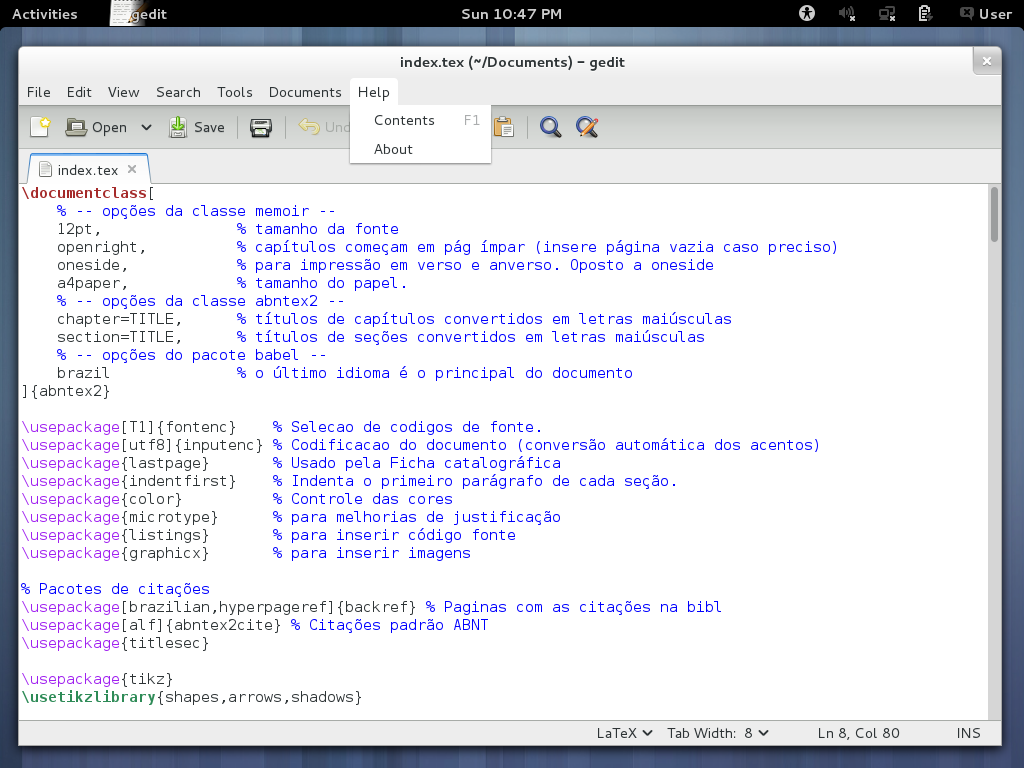 Activities gedit Sun 10:47 PM User
index.tex (~/Documents) – gedit
File Edit View Search Tools Documents Help
Open Save Und
Contents F1
About
index.tex
\documentclass[
    % -- opções da classe memoir --
    12pt,               % tamanho da fonte
    openright,          % capítulos começam em pág ímpar (insere página vazia caso preciso)
    oneside,            % para impressão em verso e anverso. Oposto a oneside
    a4paper,            % tamanho do papel.
    % -- opções da classe abntex2 --
    chapter=TITLE,      % títulos de capítulos convertidos em letras maiúsculas
    section=TITLE,      % títulos de seções convertidos em letras maiúsculas
    % -- opções do pacote babel --
    brazil              % o último idioma é o principal do documento
]{abntex2}
\usepackage[T1]{fontenc}    % Selecao de codigos de fonte.
\usepackage[utf8]{inputenc} % Codificacao do documento (conversão automática dos acentos)
\usepackage{lastpage}       % Usado pela Ficha catalográfica
\usepackage{indentfirst}    % Indenta o primeiro parágrafo de cada seção.
\usepackage{color}          % Controle das cores
\usepackage{microtype}      % para melhorias de justificação
\usepackage{listings}       % para inserir código fonte
\usepackage{graphicx}       % para inserir imagens
% Pacotes de citações
\usepackage[brazilian,hyperpageref]{backref} % Paginas com as citações na bibl
\usepackage[alf]{abntex2cite} % Citações padrão ABNT
\usepackage{titlesec}
\usepackage{tikz}
\usetikzlibrary{shapes,arrows,shadows}
LaTeX Tab Width: 8 Ln 8, Col 80 INS